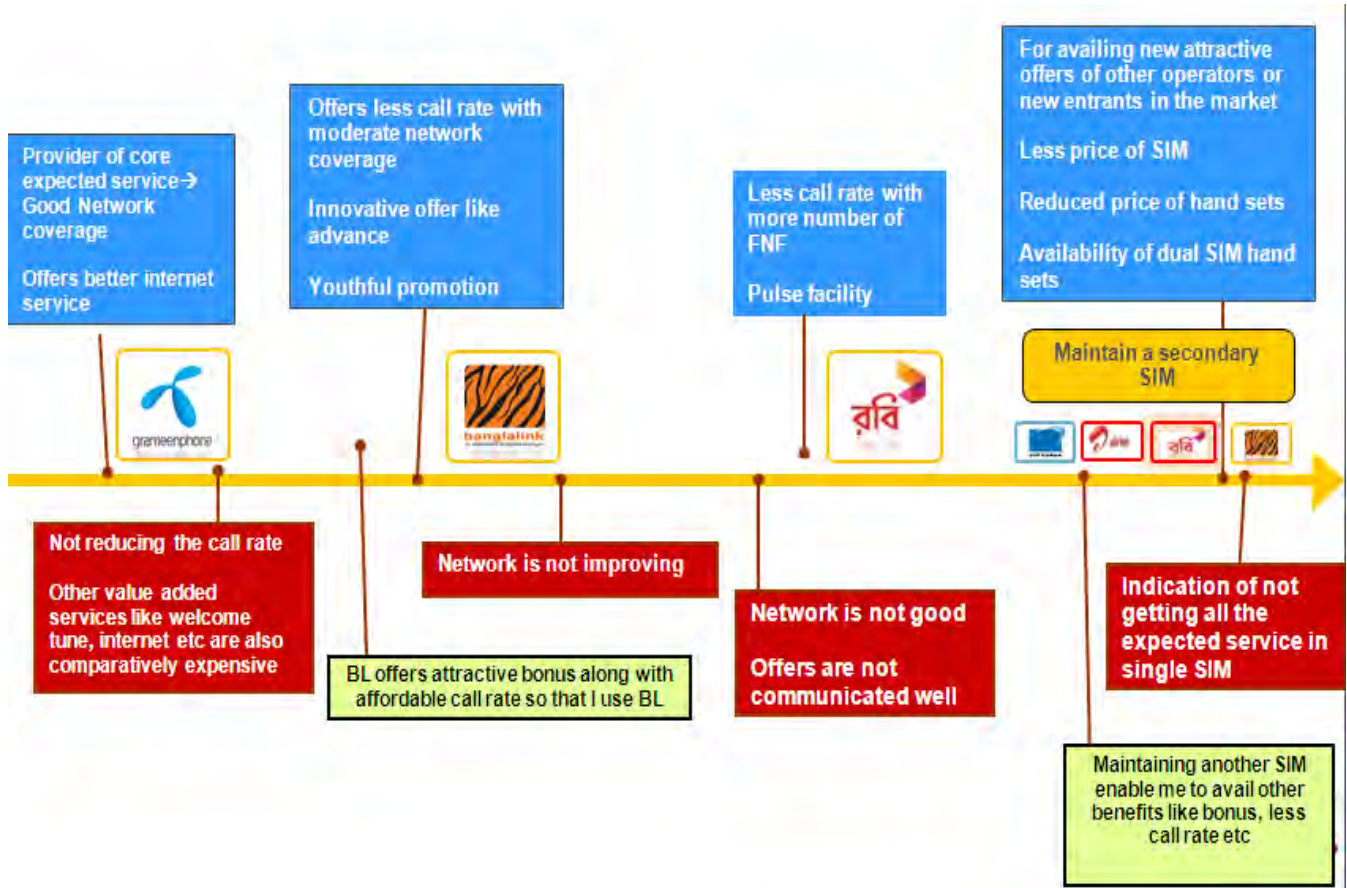 Provider of core
expected service→
Good Network
coverage
Offers better internet
service
Offers less call rate with
moderate network
coverage
Innovative offer like
advance
Youthful promotion
Less call rate with
more number of
FNF
Pulse facility
For availing new attractive
offers of other operators or
new entrants in the market
Less price of SIM
Reduced price of hand sets
Availability of dual SIM hand
sets
Maintain a secondary
SIM
grameenphone
banglalink
রবি
রবি
Not reducing the call rate
Other value added
services like welcome
tune, internet etc are also
comparatively expensive
BL offers attractive bonus along with
affordable call rate so that I use BL
Network is not improving
Network is not good
Offers are not
communicated well
Indication of not
getting all the
expected service in
single SIM
Maintaining another SIM
enable me to avail other
benefits like bonus, less
call rate etc